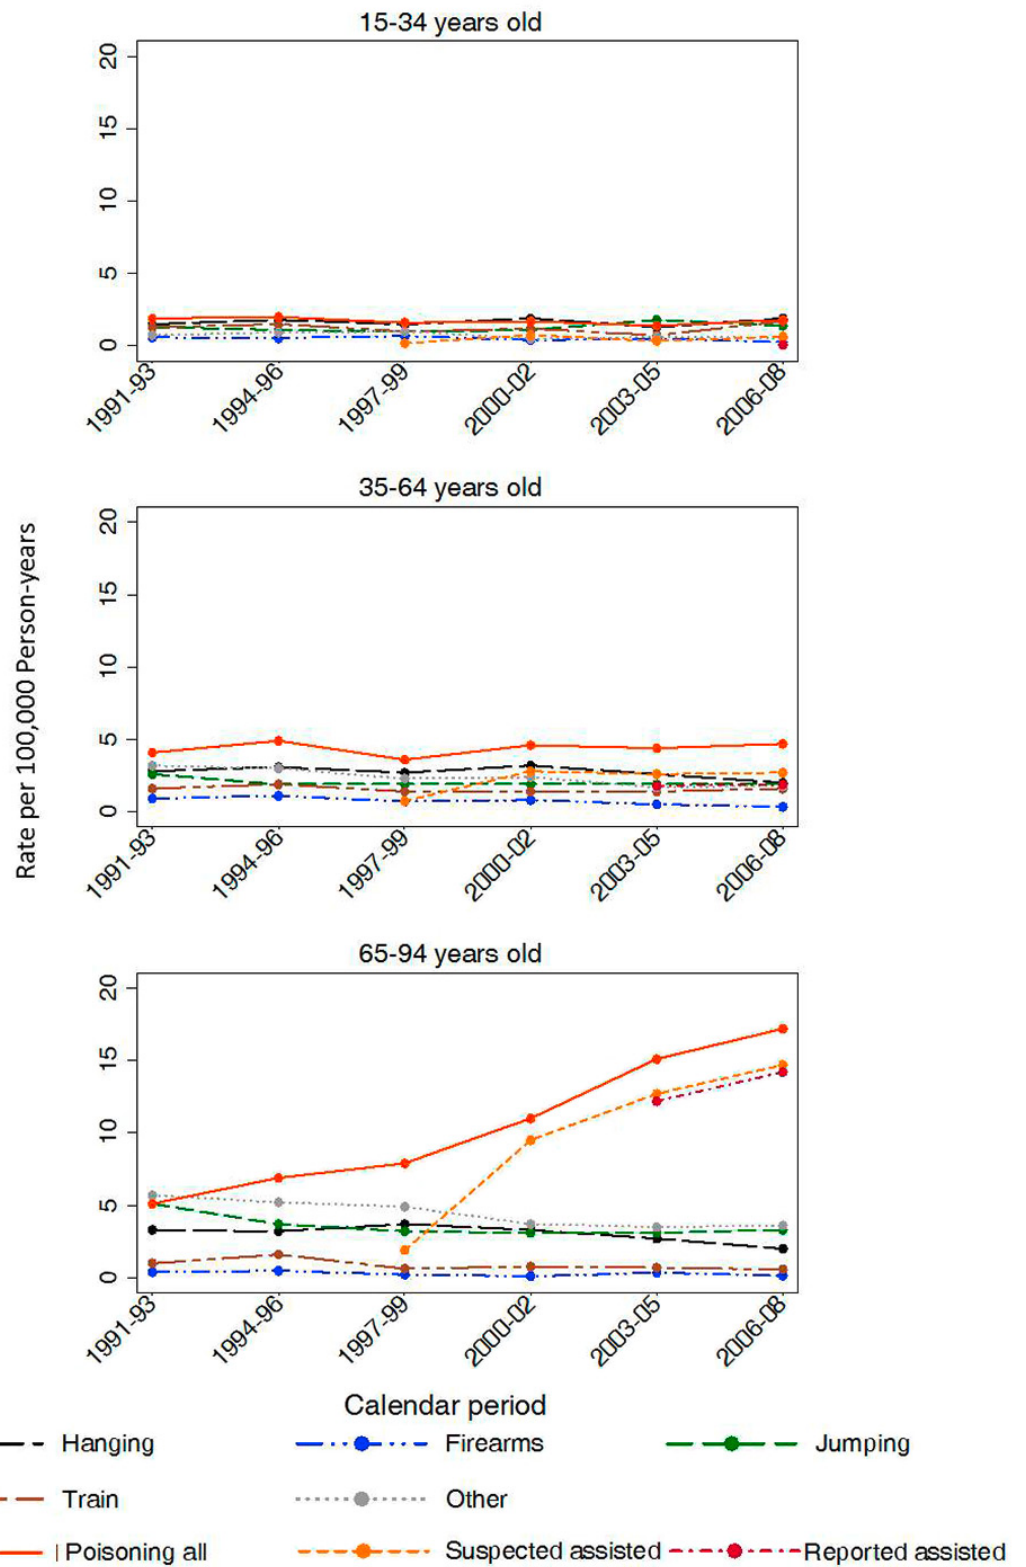 15-34 years old
20
15
10
5
0
1991-93 1994-96 1997-99 2000-02 2003-05 2006-08
35-64 years old
Rate per 100,000 Person-years
20
15
10
5
0
1991-93 1994-96 1997-99 2000-02 2003-05 2006-08
65-94 years old
20
15
10
5
0
1991-93 1994-96 1997-99 2000-02 2003-05 2006-08
Calendar period
Hanging Firearms Jumping
Train Other
Poisoning all Suspected assisted Reported assisted